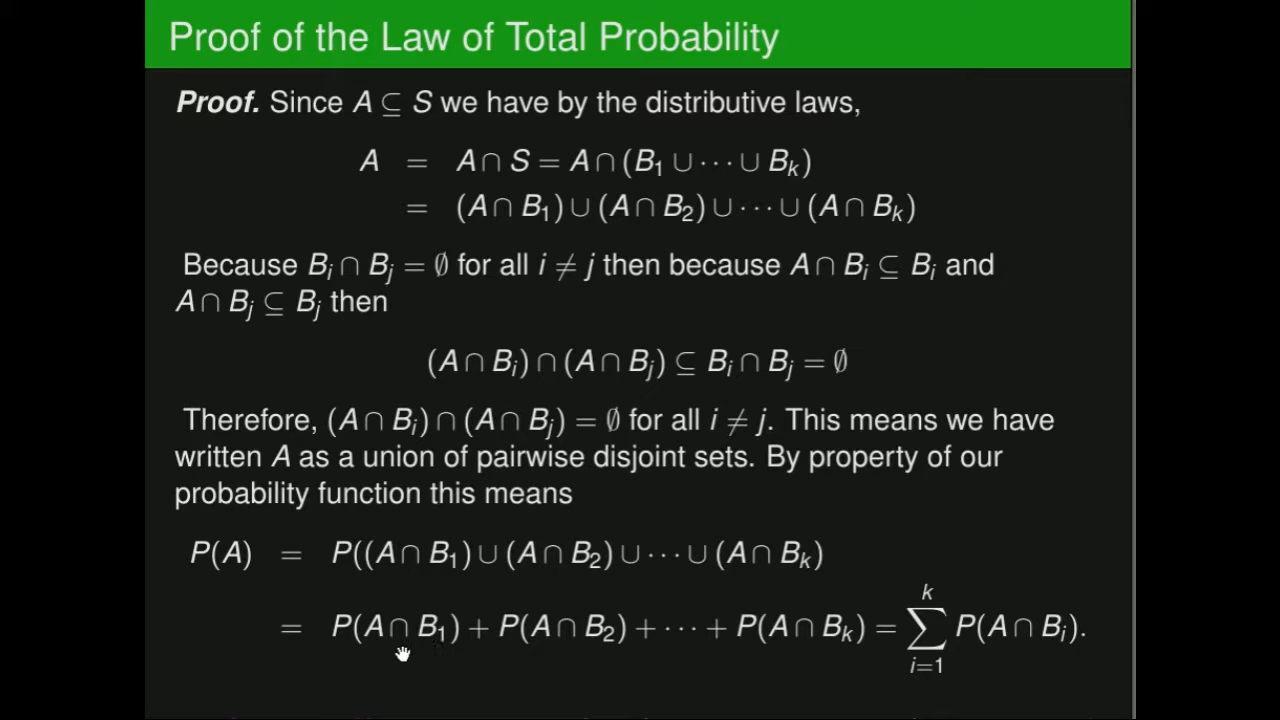 Proof of the Law of Total Probability
Proof. Since A ⊆ S we have by the distributive laws,
A = A ∩ S = A ∩ (B₁ ∪ ··· ∪ Bₖ)
= (A ∩ B₁) ∪ (A ∩ B₂) ∪ ··· ∪ (A ∩ Bₖ)
Because Bᵢ ∩ Bⱼ = ∅ for all i ≠ j then because A ∩ Bᵢ ⊆ Bᵢ and
A ∩ Bⱼ ⊆ Bⱼ then
(A ∩ Bᵢ) ∩ (A ∩ Bⱼ) ⊆ Bᵢ ∩ Bⱼ = ∅
Therefore, (A ∩ Bᵢ) ∩ (A ∩ Bⱼ) = ∅ for all i ≠ j. This means we have
written A as a union of pairwise disjoint sets. By property of our
probability function this means
P(A) = P((A ∩ B₁) ∪ (A ∩ B₂) ∪ ··· ∪ (A ∩ Bₖ)
= P(A ∩ B₁) + P(A ∩ B₂) + ··· + P(A ∩ Bₖ) = ∑ᵢ₌₁ᵏ P(A ∩ Bᵢ).